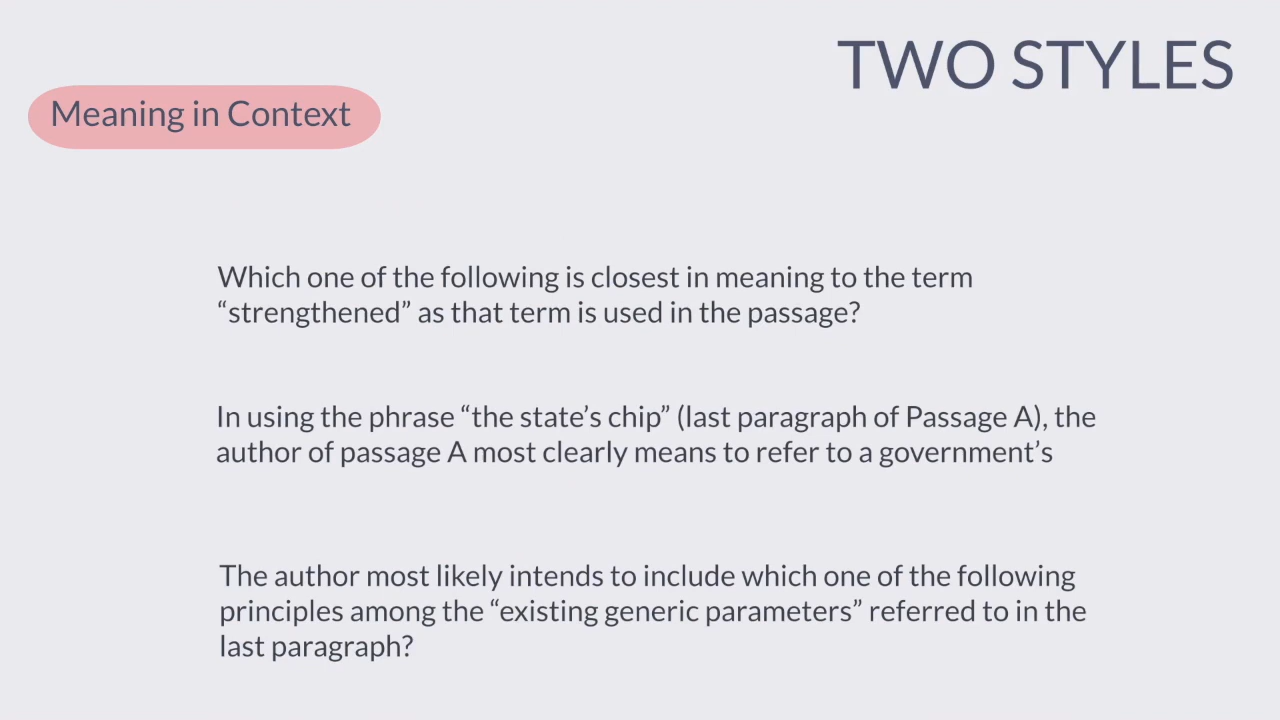 TWO STYLES
Meaning in Context
Which one of the following is closest in meaning to the term
“strengthened” as that term is used in the passage?
In using the phrase “the state’s chip” (last paragraph of Passage A), the
author of passage A most clearly means to refer to a government’s
The author most likely intends to include which one of the following
principles among the “existing generic parameters” referred to in the
last paragraph?